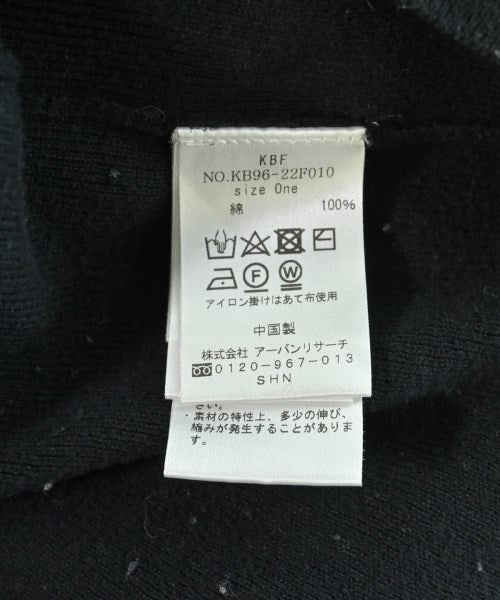 KBF
NO.KB96-22F010
size One
綿 100%
F W
アイロン掛けはあて布使用
中国製
株式会社 アーバンリサーチ
0120-967-013
SHN
さい。
・素材の特性上、多少の伸び、
縮みが発生することがありま
す。